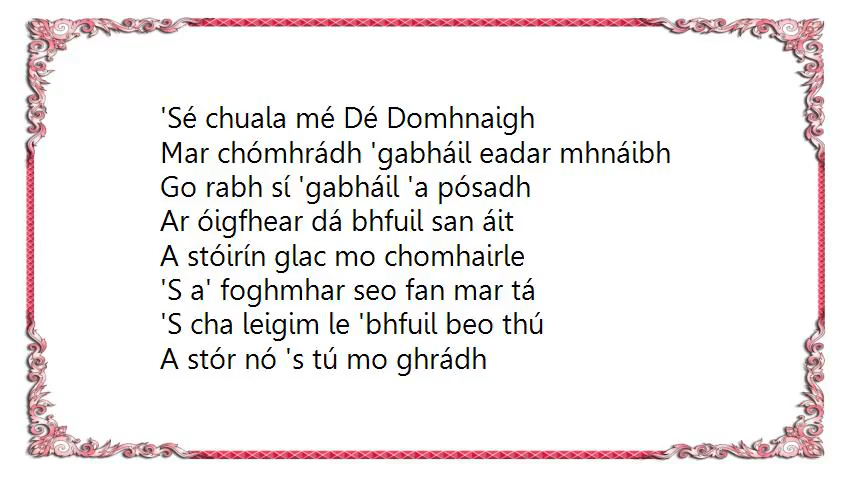 'Sé chuala mé Dé Domhnaigh
Mar chómhrádh 'gabháil eadar mhnáibh
Go rabh sí 'gabháil 'a pósadh
Ar óigfhear dá bhfuil san áit
A stóirín glac mo chomhairle
'S a' foghmhar seo fan mar tá
'S cha leigim le 'bhfuil beo thú
A stór nó 's tú mo ghrádh